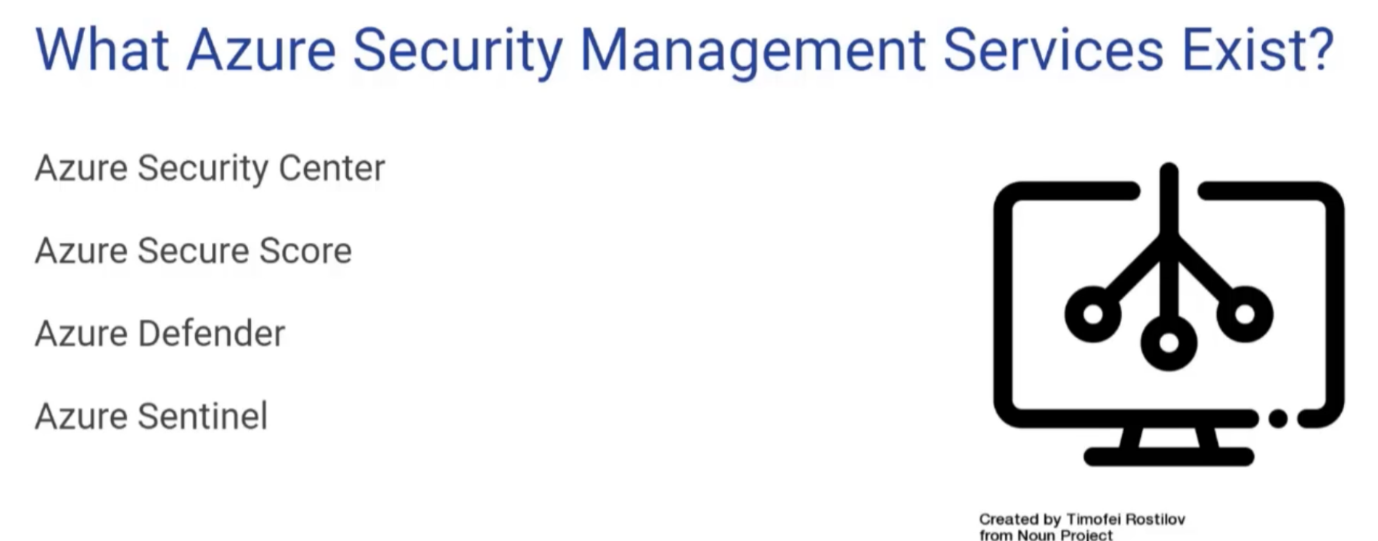 What Azure Security Management Services Exist?
Azure Security Center
Azure Secure Score
Azure Defender
Azure Sentinel
Created by Timofei Rostilov
from Noun Project